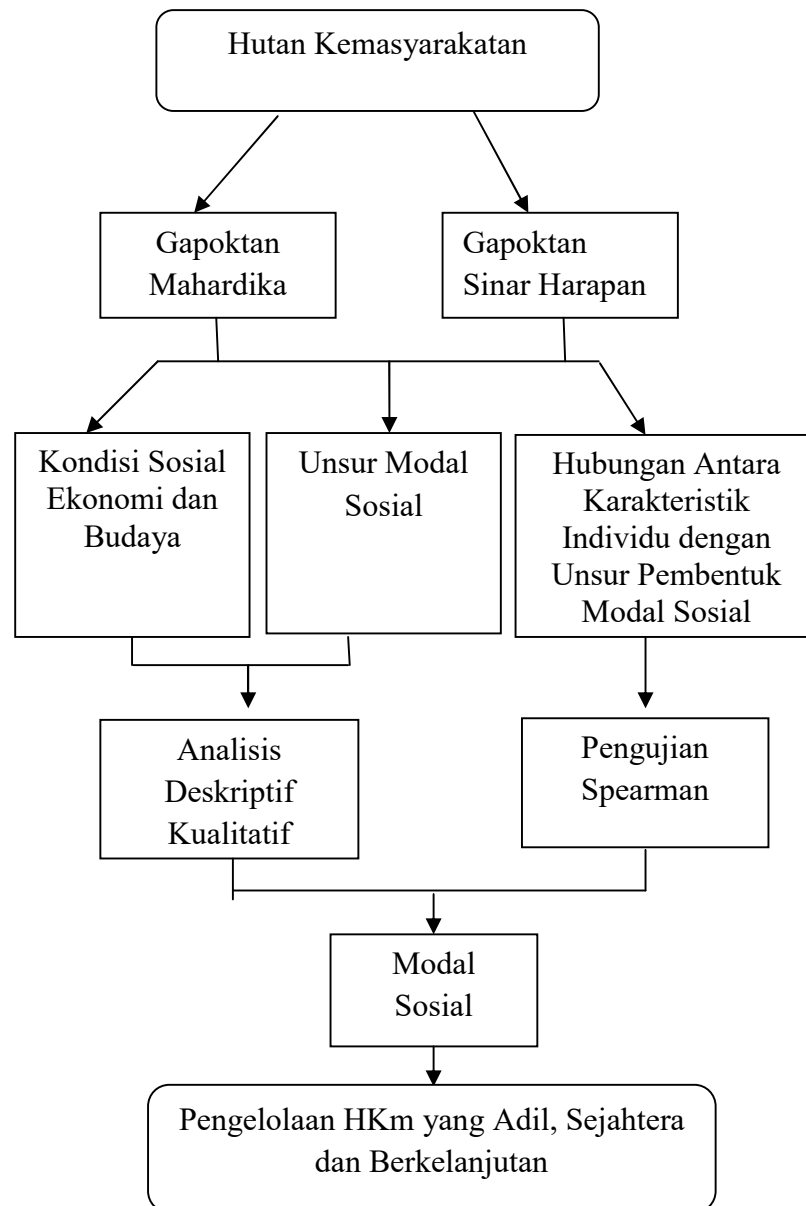 Hutan Kemasyarakatan
Gapoktan
Mahardika
Gapoktan
Sinar Harapan
Kondisi Sosial
Ekonomi dan
Budaya
Unsur Modal
Sosial
Hubungan Antara
Karakteristik
Individu dengan
Unsur Pembentuk
Modal Sosial
Analisis
Deskriptif
Kualitatif
Pengujian
Spearman
Modal
Sosial
Pengelolaan HKm yang Adil, Sejahtera
dan Berkelanjutan